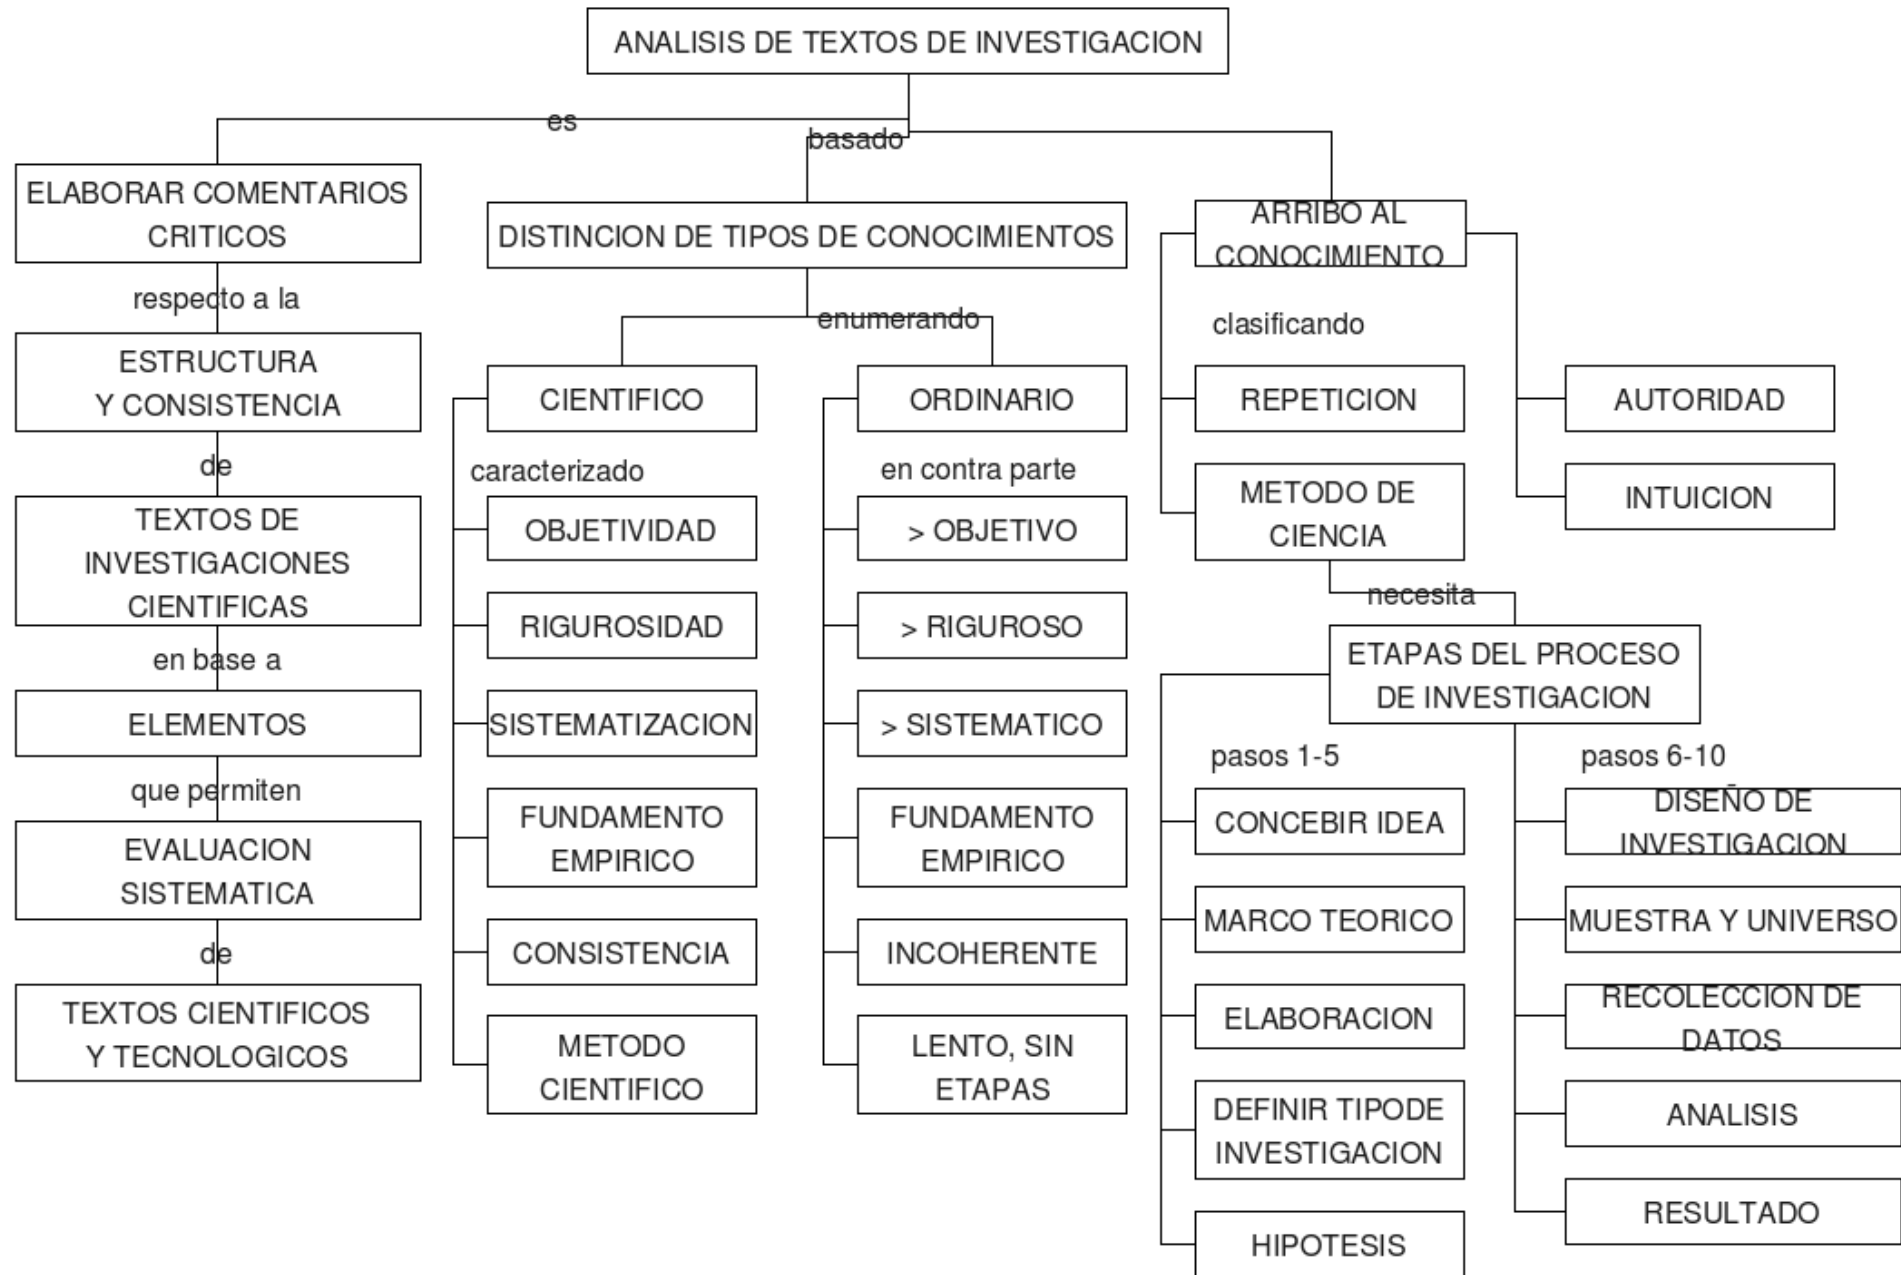 ANALISIS DE TEXTOS DE INVESTIGACION
es
basado
ELABORAR COMENTARIOS
CRITICOS
respecto a la
ESTRUCTURA
Y CONSISTENCIA
de
TEXTOS DE
INVESTIGACIONES
CIENTIFICAS
en base a
ELEMENTOS
que permiten
EVALUACION
SISTEMATICA
de
TEXTOS CIENTIFICOS
Y TECNOLOGICOS
DISTINCION DE TIPOS DE CONOCIMIENTOS
enumerando
CIENTIFICO
caracterizado
OBJETIVIDAD
RIGUROSIDAD
SISTEMATIZACION
FUNDAMENTO
EMPIRICO
CONSISTENCIA
METODO
CIENTIFICO
ORDINARIO
en contra parte
> OBJETIVO
> RIGUROSO
> SISTEMATICO
FUNDAMENTO
EMPIRICO
INCOHERENTE
LENTO, SIN
ETAPAS
ARRIBO AL
CONOCIMIENTO
clasificando
REPETICION
METODO DE
CIENCIA
AUTORIDAD
INTUICION
necesita
ETAPAS DEL PROCESO
DE INVESTIGACION
pasos 1-5
CONCEBIR IDEA
MARCO TEORICO
ELABORACION
DEFINIR TIPODE
INVESTIGACION
HIPOTESIS
pasos 6-10
DISEÑO DE
INVESTIGACION
MUESTRA Y UNIVERSO
RECOLECCION DE
DATOS
ANALISIS
RESULTADO